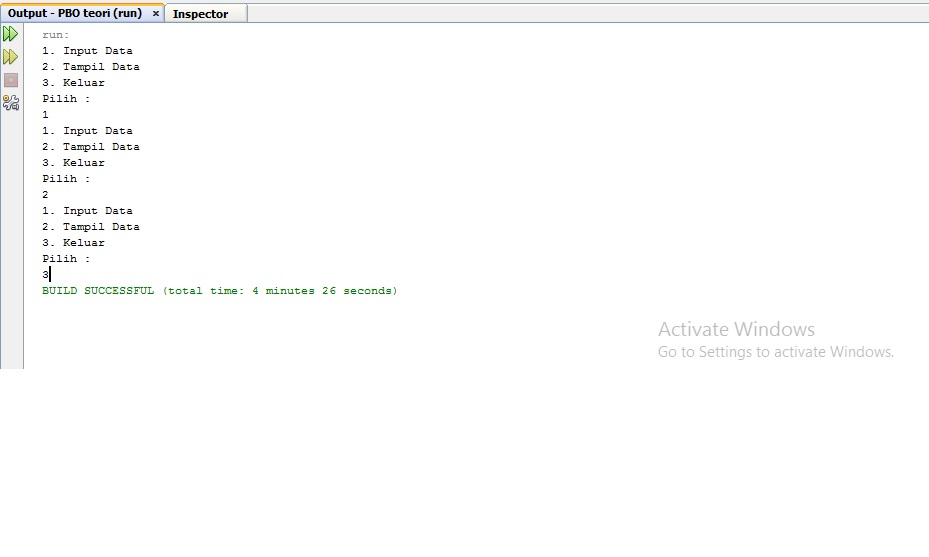 Output - PBO teori (run) × Inspector
run:
1. Input Data
2. Tampil Data
3. Keluar
Pilih :
1
1. Input Data
2. Tampil Data
3. Keluar
Pilih :
2
1. Input Data
2. Tampil Data
3. Keluar
Pilih :
3
BUILD SUCCESSFUL (total time: 4 minutes 26 seconds)
Activate Windows
Go to Settings to activate Windows.